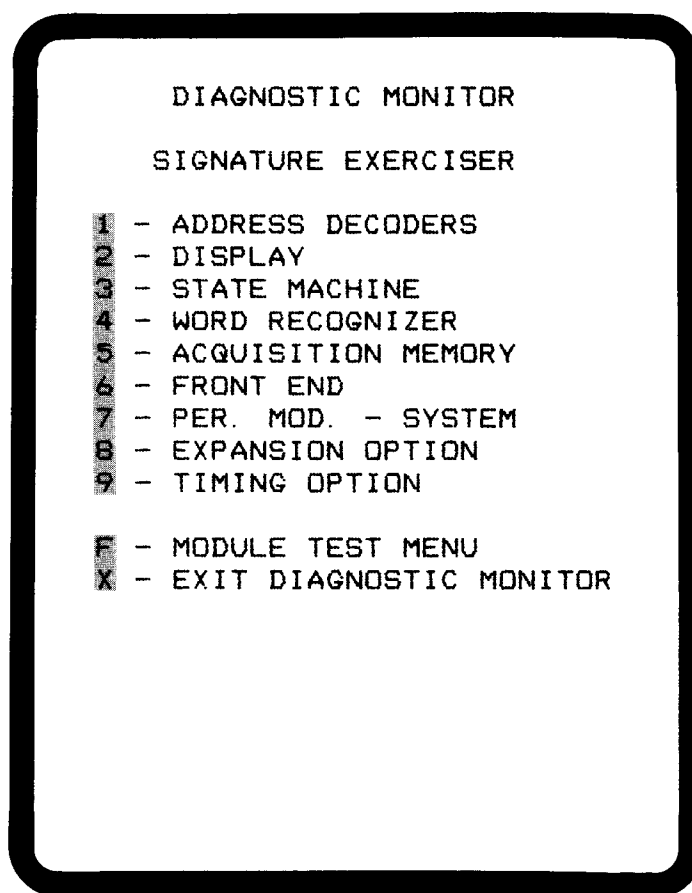 DIAGNOSTIC MONITOR
SIGNATURE EXERCISER
1 - ADDRESS DECODERS
2 - DISPLAY
3 - STATE MACHINE
4 - WORD RECOGNIZER
5 - ACQUISITION MEMORY
6 - FRONT END
7 - PER. MOD. - SYSTEM
8 - EXPANSION OPTION
9 - TIMING OPTION
F - MODULE TEST MENU
X - EXIT DIAGNOSTIC MONITOR